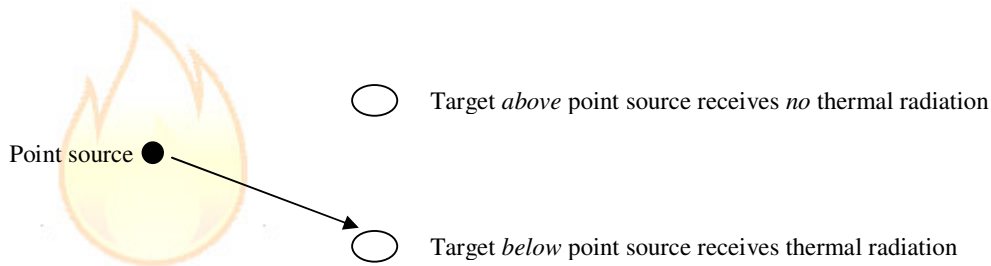 Target above point source receives no thermal radiation
Point source
Target below point source receives thermal radiation